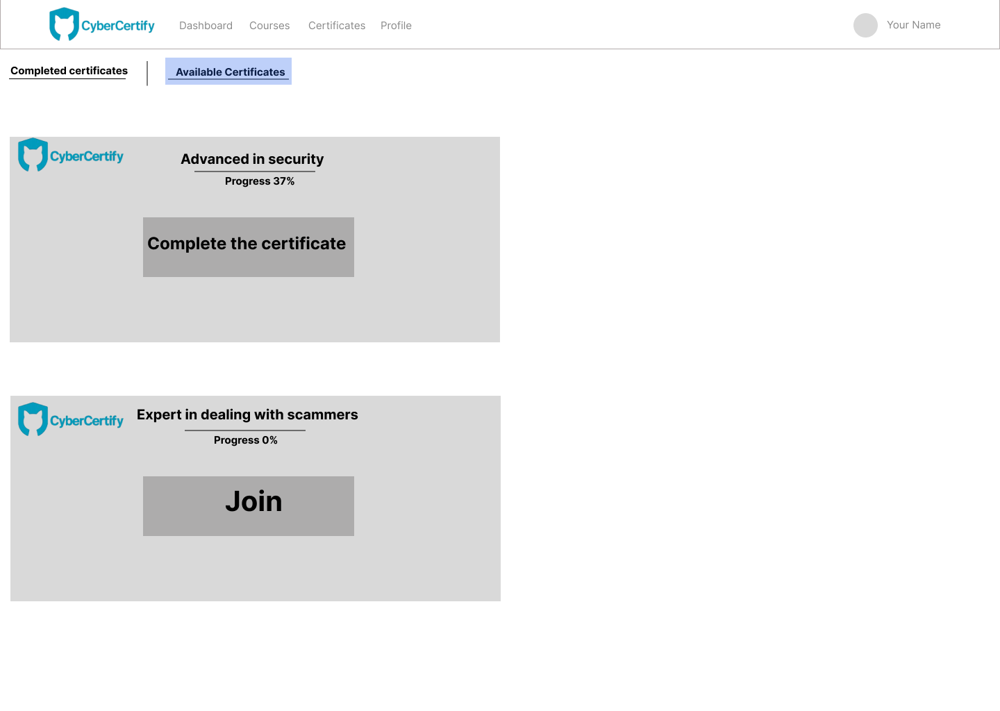 CyberCertify Dashboard Courses Certificates Profile Your Name
Completed certificates Available Certificates
CyberCertify
Advanced in security
Progress 37%
Complete the certificate
CyberCertify
Expert in dealing with scammers
Progress 0%
Join